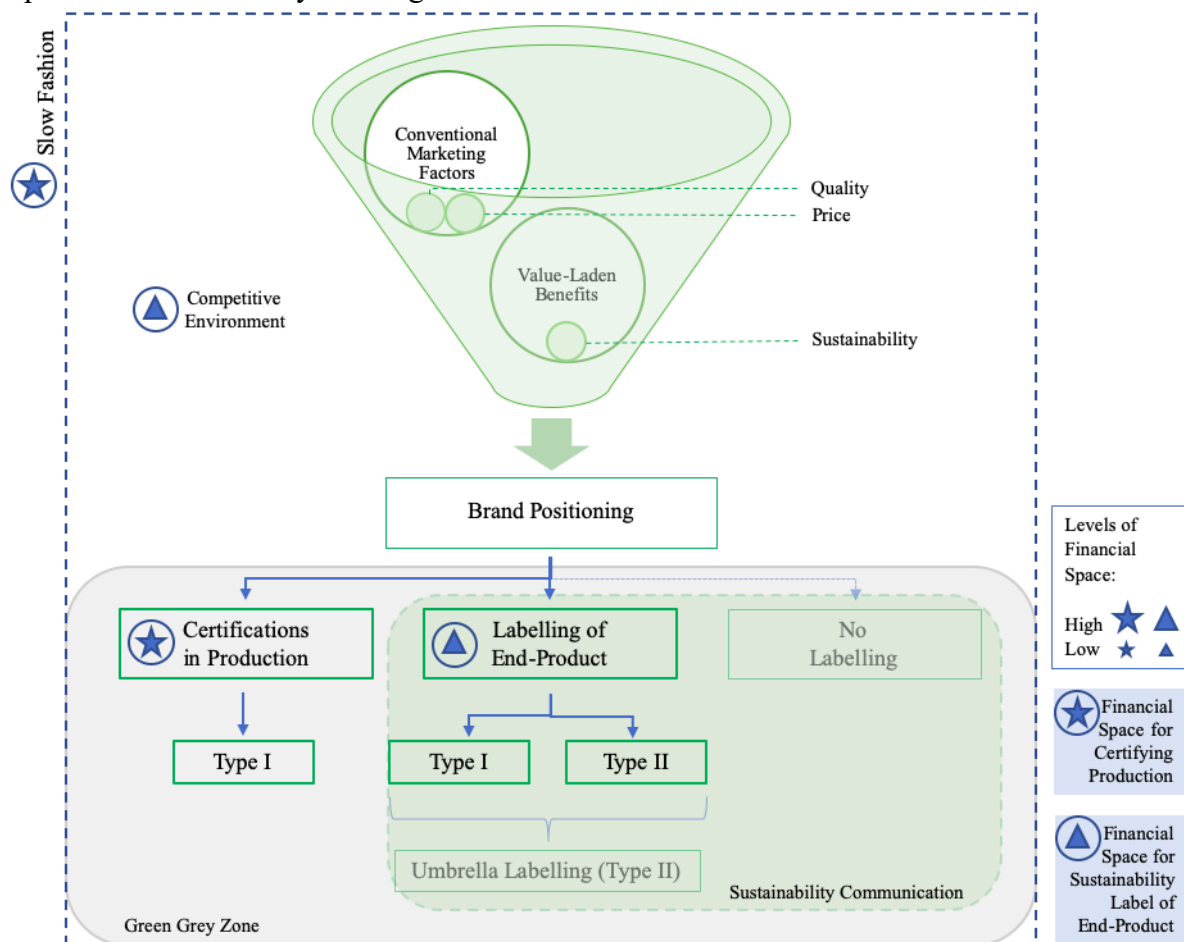 Slow Fashion
Conventional
Marketing
Factors
Quality
Price
Value-Laden
Benefits
Competitive
Environment
Sustainability
Brand Positioning
Levels of
Financial
Space:
High
Low
Certifications
in Production
Labelling of
End-Product
No
Labelling
Financial
Space for
Certifying
Production
Type I
Type I
Type II
Financial
Space for
Sustainability
Label of
End-Product
Umbrella Labelling (Type II)
Sustainability Communication
Green Grey Zone